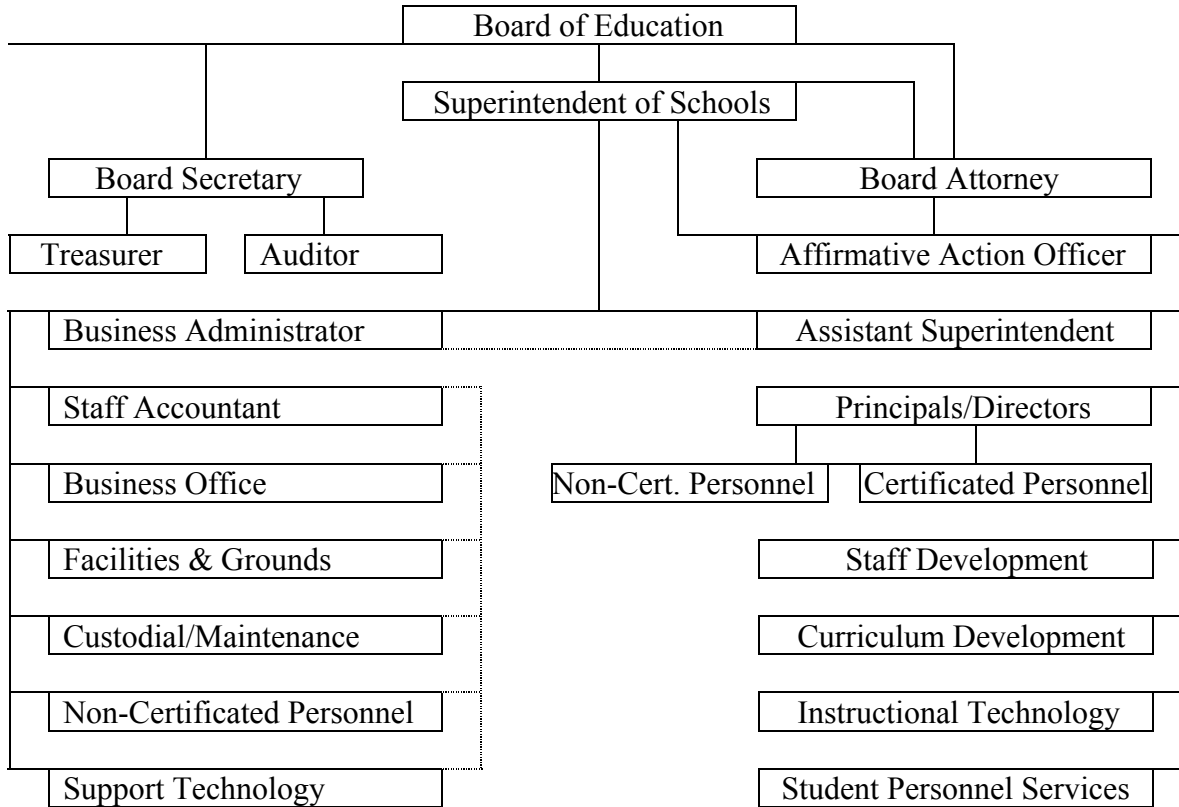 Board of Education
Superintendent of Schools
Board Secretary
Board Attorney
Treasurer
Auditor
Affirmative Action Officer
Business Administrator
Assistant Superintendent
Staff Accountant
Principals/Directors
Business Office
Non-Cert. Personnel
Certificated Personnel
Facilities & Grounds
Staff Development
Custodial/Maintenance
Curriculum Development
Non-Certificated Personnel
Instructional Technology
Support Technology
Student Personnel Services